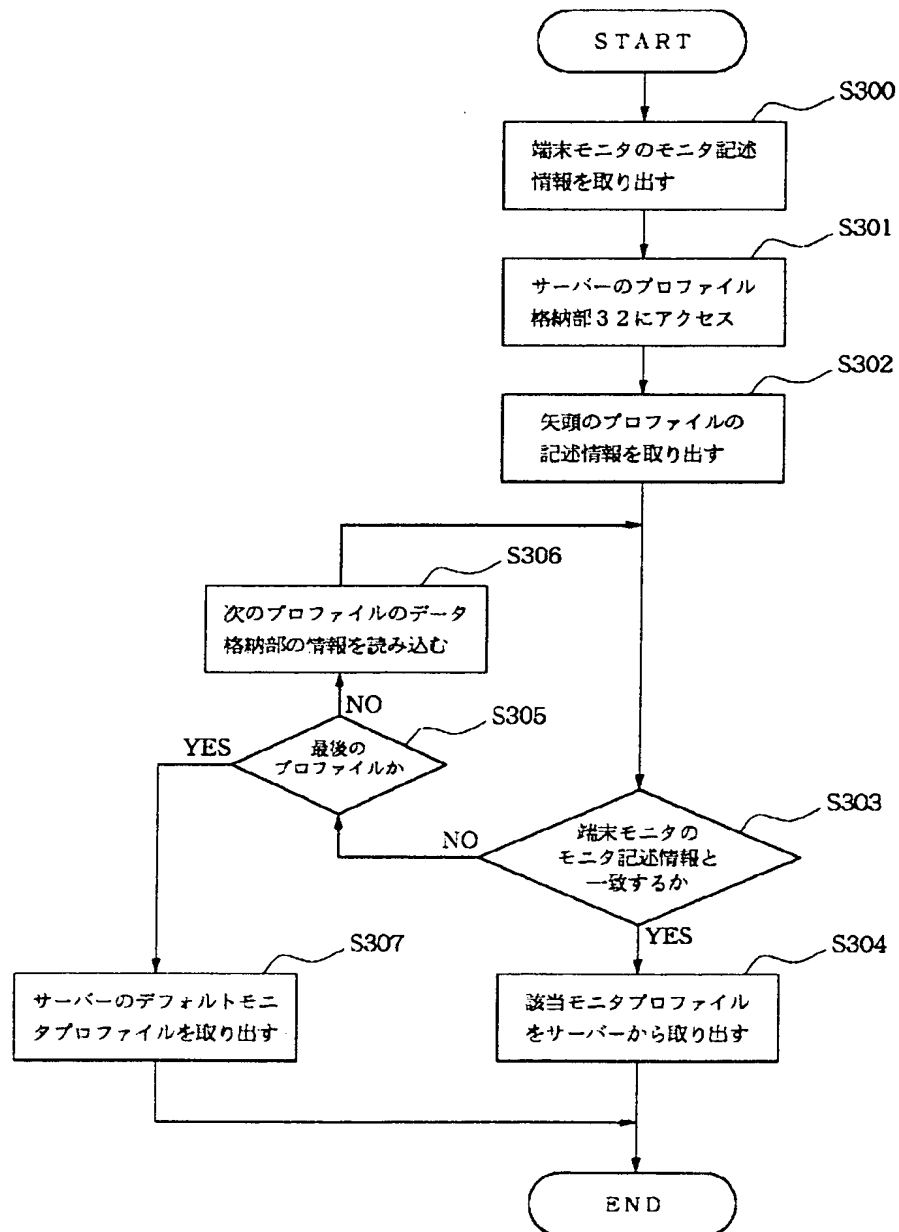 START
S300
端末モニタのモニタ記述
情報を取り出す
S301
サーバーのプロファイル
格納部32にアクセス
S302
矢頭のプロファイルの
記述情報を取り出す
S306
次のプロファイルのデータ
格納部の情報を読み込む
NO
S305
YES
最後の
プロファイルか
S303
NO
端末モニタの
モニタ記述情報と
一致するか
YES
S307
サーバーのデフォルトモニ
タプロファイルを取り出す
S304
該当モニタプロファイル
をサーバーから取り出す
END